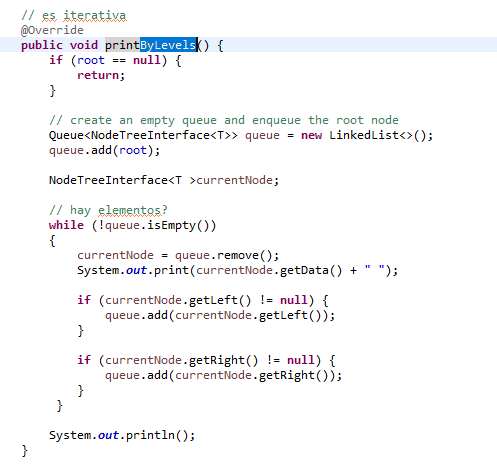 // es iterativa
@Override
public void printByLevels() {
    if (root == null) {
        return;
    }

    // create an empty queue and enqueue the root node
    Queue<NodeTreeInterface<T>> queue = new LinkedList<>();
    queue.add(root);

    NodeTreeInterface<T >currentNode;

    // hay elementos?
    while (!queue.isEmpty())
    {
        currentNode = queue.remove();
        System.out.print(currentNode.getData() + " ");

        if (currentNode.getLeft() != null) {
            queue.add(currentNode.getLeft());
        }

        if (currentNode.getRight() != null) {
            queue.add(currentNode.getRight());
        }
     }

    System.out.println();
}